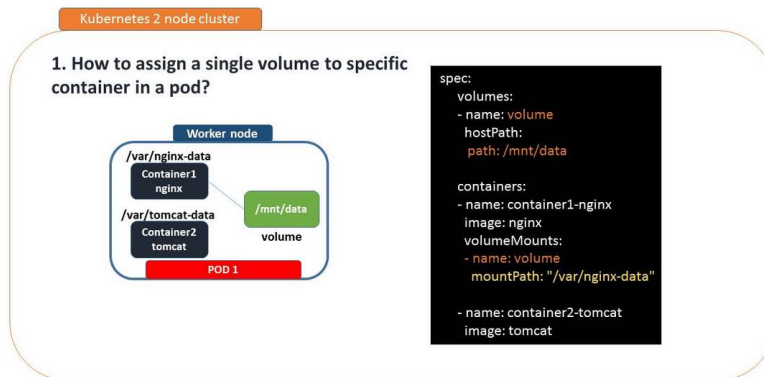 Kubernetes 2 node cluster
1. How to assign a single volume to specific
container in a pod?
Worker node
/var/nginx-data
Container1
nginx
/var/tomcat-data
Container2
tomcat
/mnt/data
volume
POD 1
spec:
volumes:
- name: volume
hostPath:
path: /mnt/data
containers:
- name: container1-nginx
image: nginx
volumeMounts:
- name: volume
mountPath: "/var/nginx-data"
- name: container2-tomcat
image: tomcat